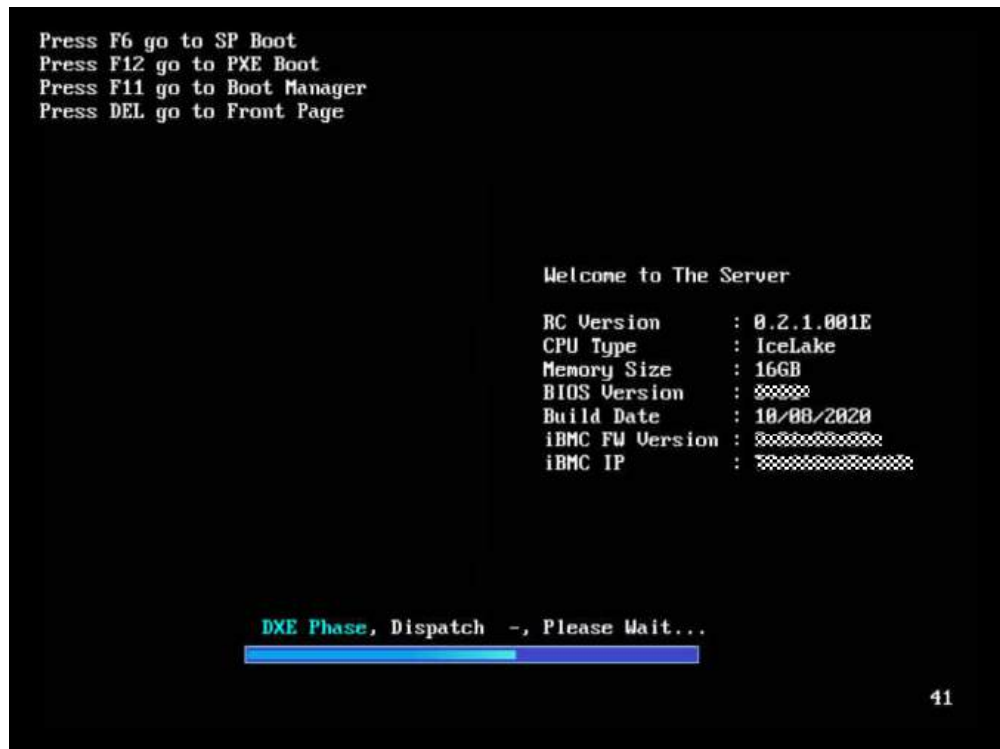 Press F6 go to SP Boot
Press F12 go to PXE Boot
Press F11 go to Boot Manager
Press DEL go to Front Page
Welcome to The Server
RC Version : 0.2.1.001E
CPU Type : IceLake
Memory Size : 16GB
BIOS Version :
Build Date : 10/08/2020
iBMC FW Version :
iBMC IP :
DXE Phase, Dispatch -, Please Wait...
41